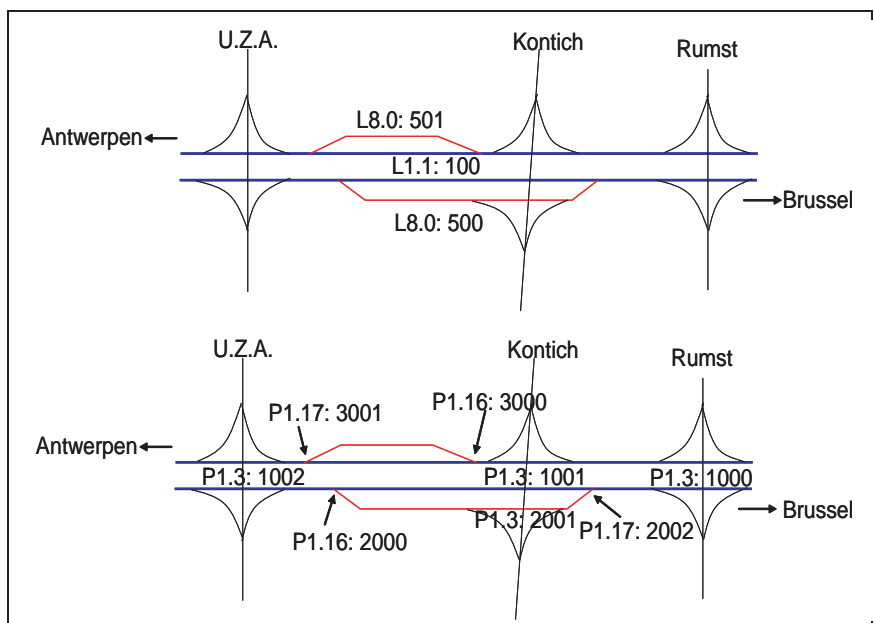 U.Z.A.
Kontich
Rumst
Antwerpen
L8.0: 501
L1.1: 100
Brussel
L8.0: 500
U.Z.A.
Kontich
Rumst
P1.17: 3001
P1.16: 3000
Antwerpen
P1.3: 1002
P1.3: 1001
P1.3: 1000
Brussel
P1.3: 2001
P1.16: 2000
P1.17: 2002